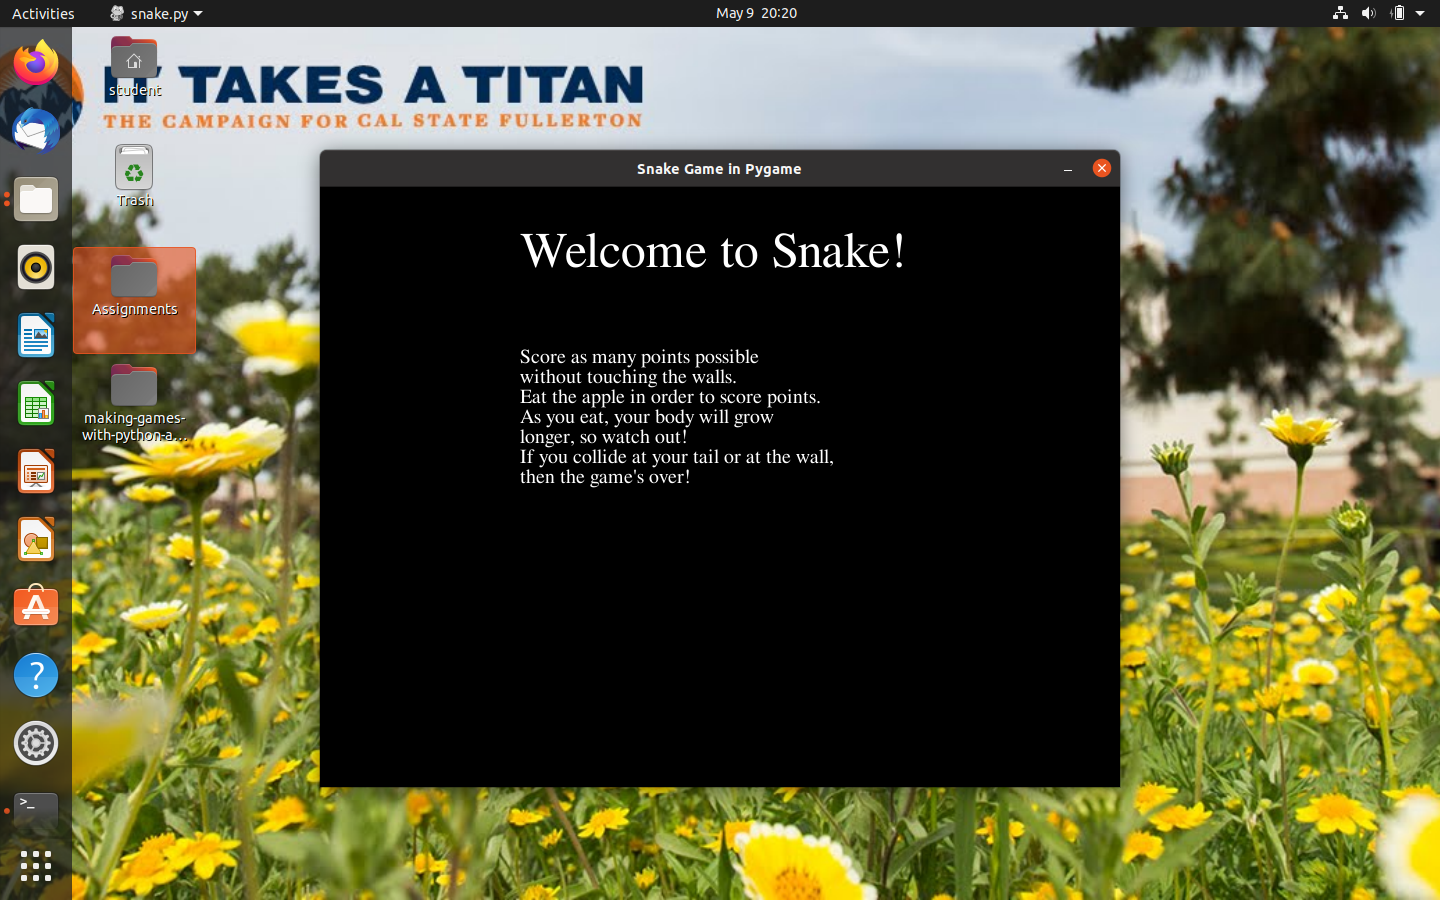 Activities
snake.py
May 9 20:20
student
TAKES A TITAN
THE CAMPAIGN FOR CAL STATE FULLERTON
Trash
Assignments
making-games-
with-python-a...
Snake Game in Pygame
Welcome to Snake!
Score as many points possible
without touching the walls.
Eat the apple in order to score points.
As you eat, your body will grow
longer, so watch out!
If you collide at your tail or at the wall,
then the game's over!